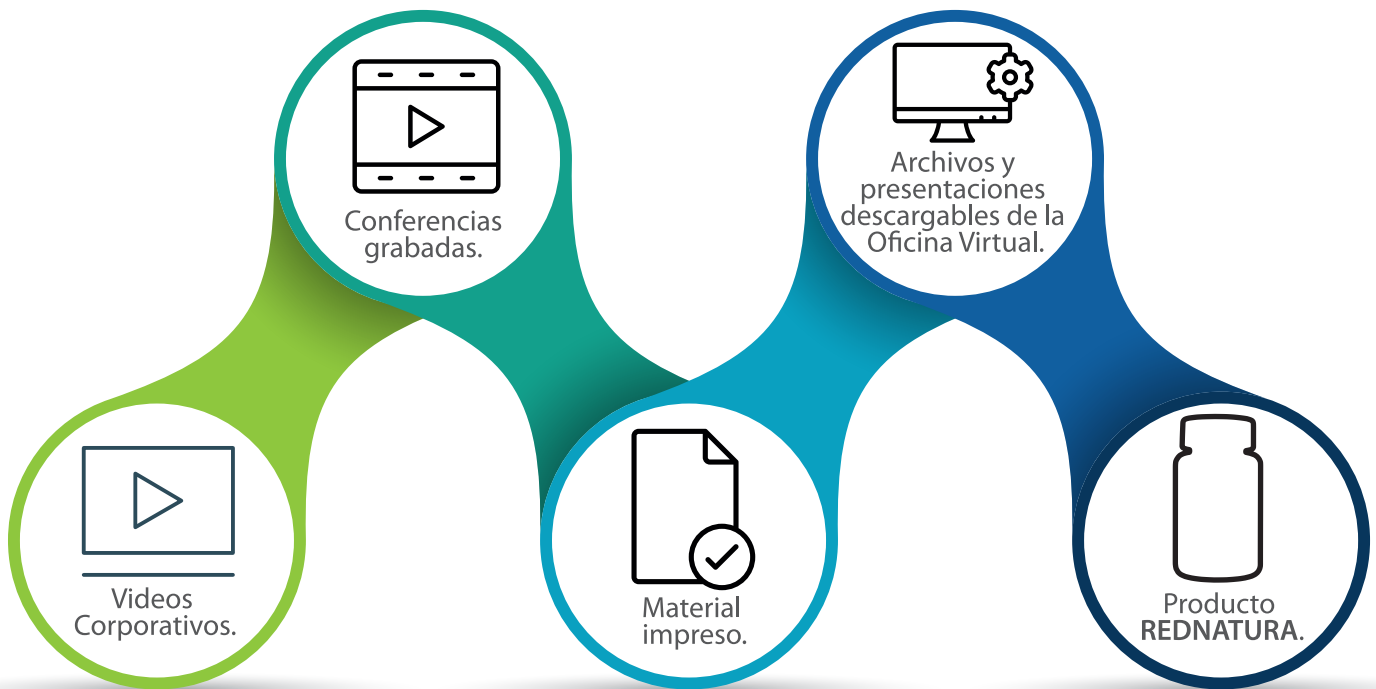 Videos
Corporativos.
Conferencias
grabadas.
Material
impreso.
Archivos y
presentaciones
descargables de la
Oficina Virtual.
Producto
REDNATURA.